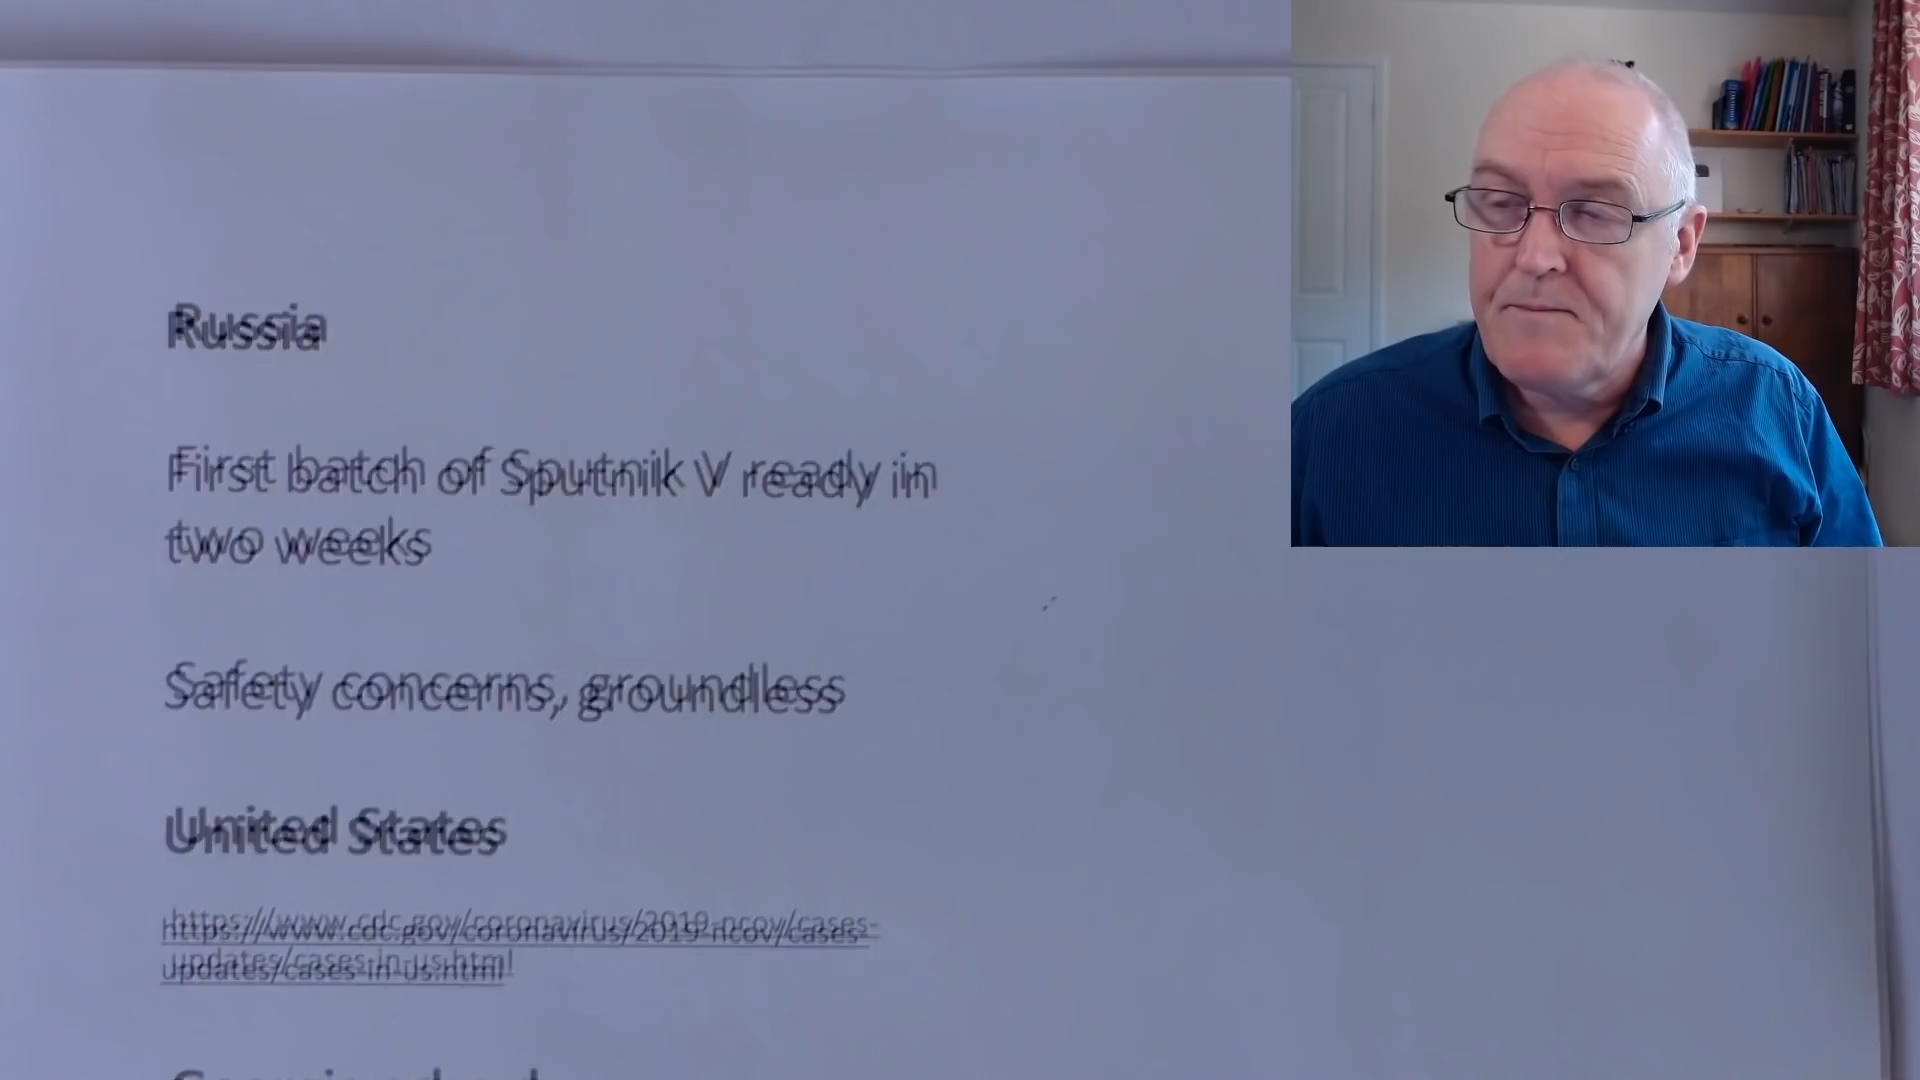 Russia
First batch of Sputnik V ready in
two weeks
Safety concerns, groundless
United States
https://www.cdc.gov/coronavirus/2019-ncov/cases-
updates/cases-in-us.html